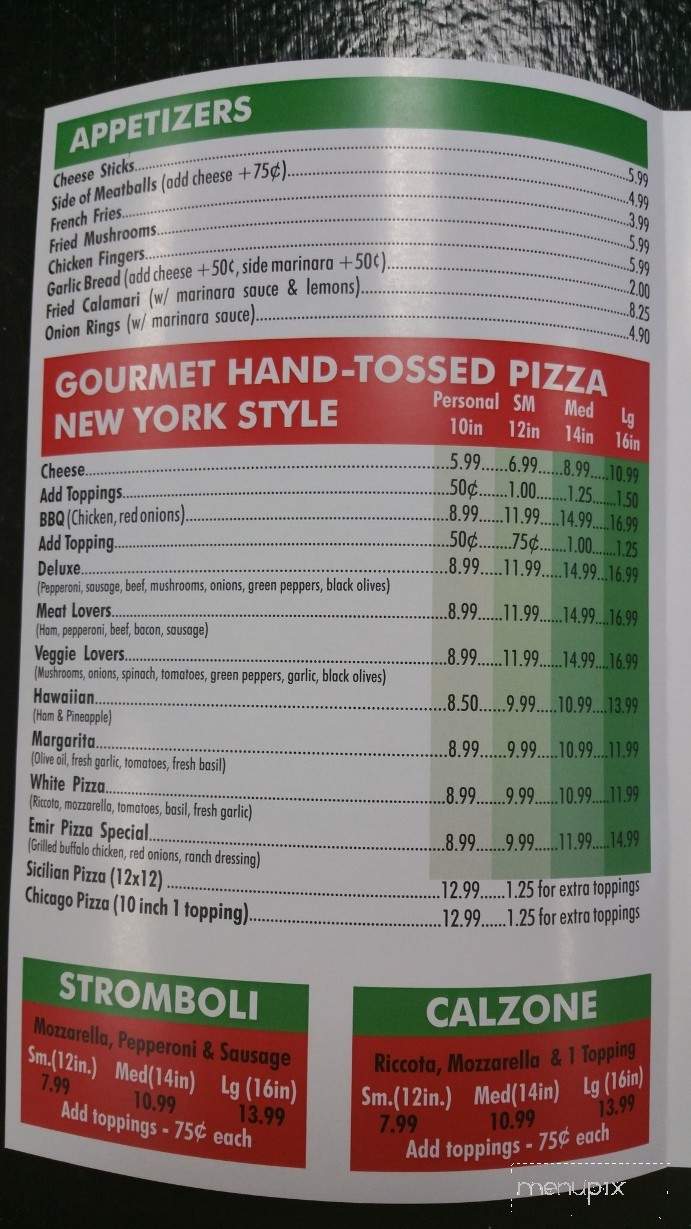 APPETIZERS
Cheese Sticks.....5.99
Side of Meatballs (add cheese +75¢).....4.99
French Fries.....3.99
Fried Mushrooms.....5.99
Chicken Fingers.....5.99
Garlic Bread (add cheese +50¢, side marinara +50¢).....2.00
Fried Calamari (w/ marinara sauce & lemons).....8.25
Onion Rings (w/ marinara sauce).....4.90
GOURMET HAND-TOSSED PIZZA
NEW YORK STYLE
Personal SM Med Lg
10in 12in 14in 16in
Cheese.....5.99.....6.99.....8.99.....10.99
Add Toppings.....50¢.....1.00.....1.25.....1.50
BBQ (Chicken, red onions).....8.99.....11.99.....14.99.....16.99
Add Topping.....50¢.....75¢.....1.00.....1.25
Deluxe.....8.99.....11.99.....14.99.....16.99
(Pepperoni, sausage, beef, mushrooms, onions, green peppers, black olives)
Meat Lovers.....8.99.....11.99.....14.99.....16.99
(Ham, pepperoni, beef, bacon, sausage)
Veggie Lovers.....8.99.....11.99.....14.99.....16.99
(Mushrooms, onions, spinach, tomatoes, green peppers, garlic, black olives)
Hawaiian.....8.50.....9.99.....10.99.....13.99
(Ham & Pineapple)
Margarita.....8.99.....9.99.....10.99.....11.99
(Olive oil, fresh garlic, tomatoes, fresh basil)
White Pizza.....8.99.....9.99.....10.99.....11.99
(Riccota, mozzarella, tomatoes, basil, fresh garlic)
Emir Pizza Special.....8.99.....9.99.....11.99.....14.99
(Grilled buffalo chicken, red onions, ranch dressing)
Sicilian Pizza (12x12).....12.99.....1.25 for extra toppings
Chicago Pizza (10 inch 1 topping).....12.99.....1.25 for extra toppings
STROMBOLI
Mozzarella, Pepperoni & Sausage
Sm.(12in.) Med(14in) Lg (16in)
7.99 10.99 13.99
Add toppings - 75¢ each
CALZONE
Riccota, Mozzarella & 1 Topping
Sm.(12in.) Med(14in) Lg (16in)
7.99 10.99 13.99
Add toppings - 75¢ each
menupix